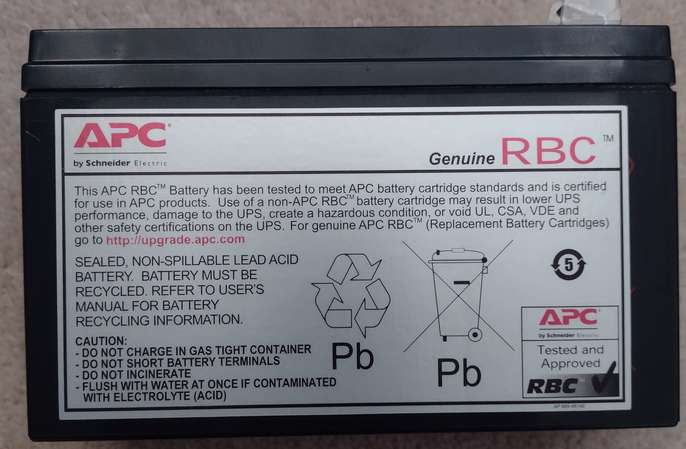 APC
by Schneider Electric
Genuine RBC™
This APC RBC™ Battery has been tested to meet APC battery cartridge standards and is certified
for use in APC products. Use of a non-APC RBC™ battery cartridge may result in lower UPS
performance, damage to the UPS, create a hazardous condition, or void UL, CSA, VDE and
other safety certifications on the UPS. For genuine APC RBC™ (Replacement Battery Cartridges)
go to http://upgrade.apc.com
SEALED, NON-SPILLABLE LEAD ACID
BATTERY. BATTERY MUST BE
RECYCLED. REFER TO USER'S
MANUAL FOR BATTERY
RECYCLING INFORMATION.
CAUTION:
- DO NOT CHARGE IN GAS TIGHT CONTAINER
- DO NOT SHORT BATTERY TERMINALS
- DO NOT INCINERATE
- FLUSH WITH WATER AT ONCE IF CONTAMINATED
WITH ELECTROLYTE (ACID)
Pb
Pb
5
APC
by Schneider Electric
Tested and
Approved
RBC